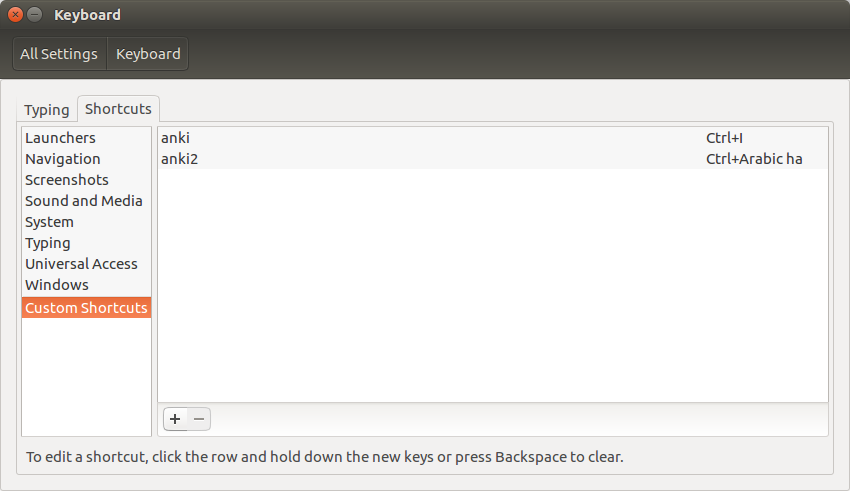 Keyboard
All Settings Keyboard
Typing Shortcuts
Launchers
Navigation
Screenshots
Sound and Media
System
Typing
Universal Access
Windows
Custom Shortcuts
anki Ctrl+I
anki2 Ctrl+Arabic ha
To edit a shortcut, click the row and hold down the new keys or press Backspace to clear.